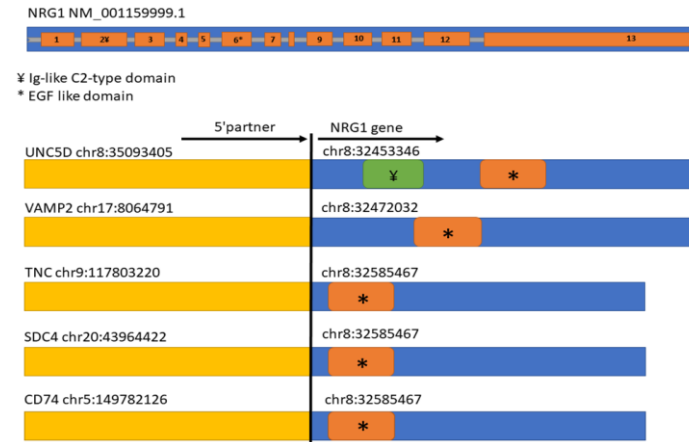 NRG1 NM_001159999.1
1 2¥ 3 4 5 6* 7 9 10 11 12 13
¥ Ig-like C2-type domain
* EGF like domain
5'partner NRG1 gene
UNC5D chr8:35093405 chr8:32453346
¥ *
VAMP2 chr17:8064791 chr8:32472032
*
TNC chr9:117803220 chr8:32585467
*
SDC4 chr20:43964422 chr8:32585467
*
CD74 chr5:149782126 chr8:32585467
*